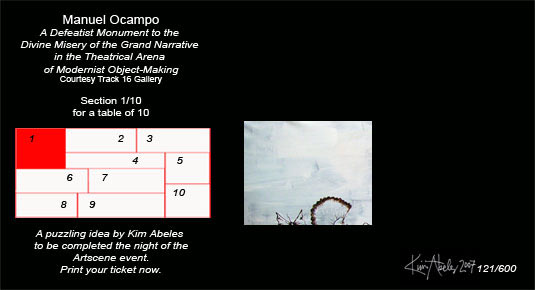 Manuel Ocampo
A Defeatist Monument to the
Divine Misery of the Grand Narrative
in the Theatrical Arena
of Modernist Object-Making
Courtesy Track 16 Gallery
Section 1/10
for a table of 10
1
2
3
4
5
6
7
8
9
10
A puzzling idea by Kim Abeles
to be completed the night of the
Artscene event.
Print your ticket now.
Kim Abeles 2007 121/600